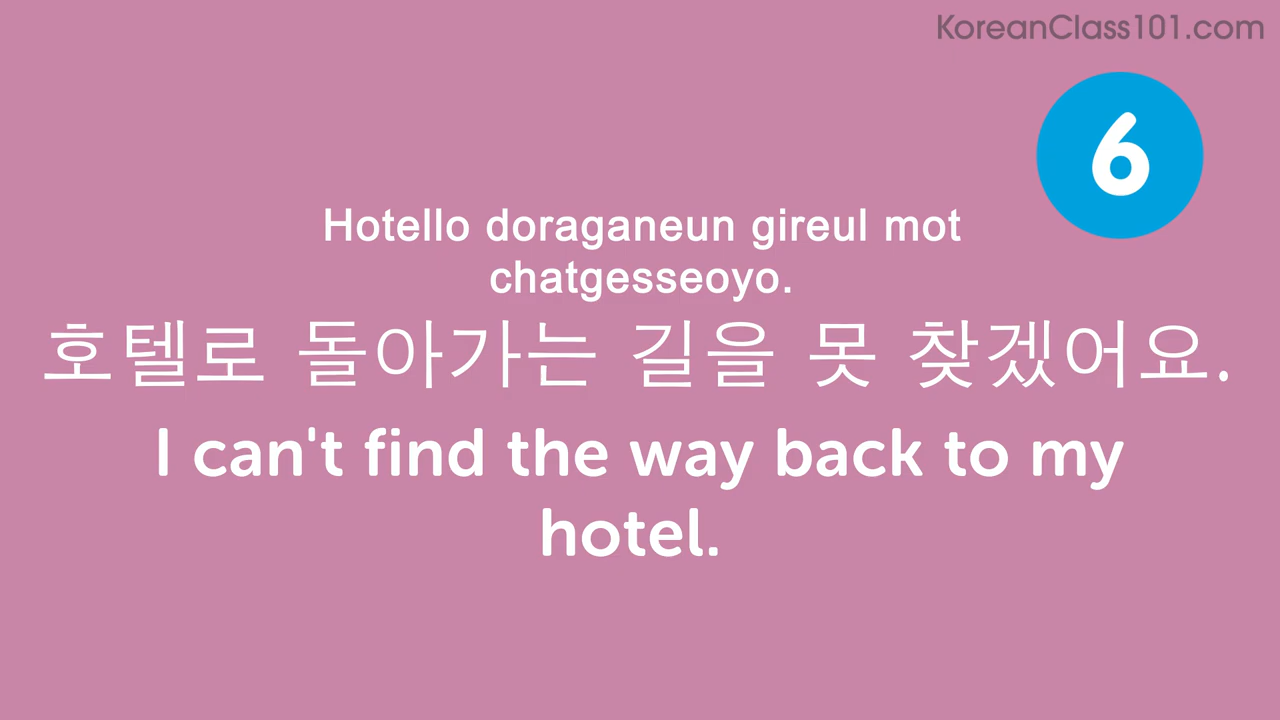 KoreanClass101.com
6
Hotello doraganeun gireul mot
chatgesseoyo.
호텔로 돌아가는 길을 못 찾겠어요.
I can't find the way back to my
hotel.